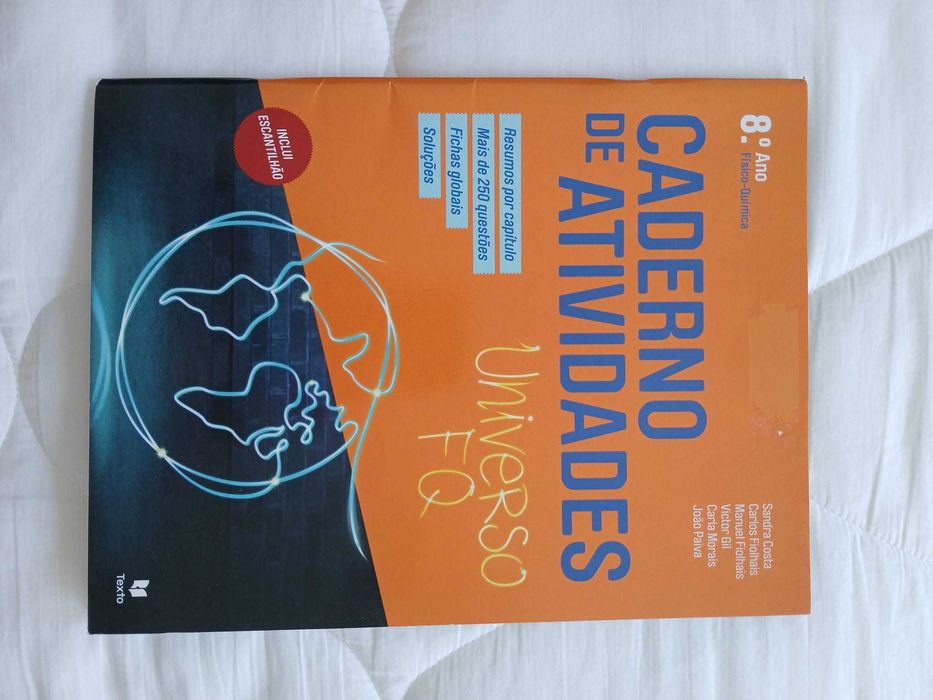 8.º Ano
Físico-Química
CADERNO
DE ATIVIDADES
Sandra Costa
Carlos Fiolhais
Manuel Fiolhais
Victor Gil
Carla Morais
João Paiva
Resumos por capítulo
Mais de 250 questões
Fichas globais
Soluções
UNIVERSO
FQ
INCLUI
ESCANTILHÃO
Texto